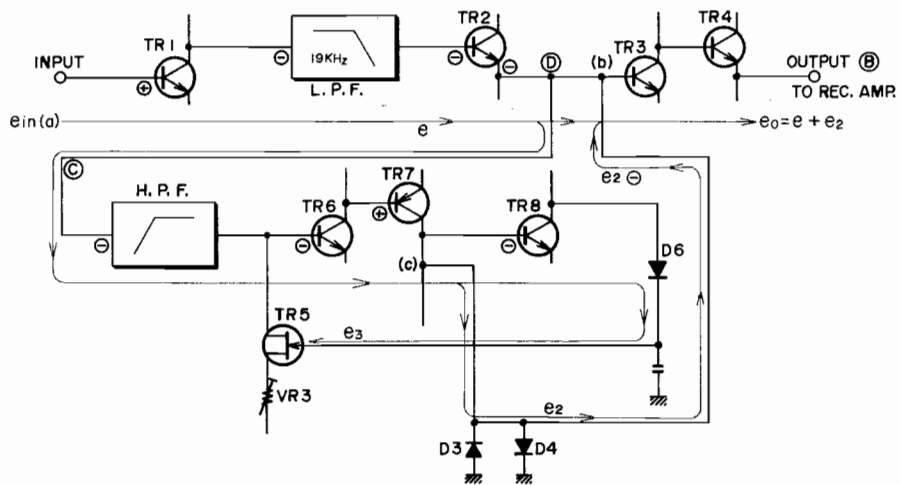 TR1
TR2
TR3
TR4
INPUT
⊕
⊖
19KHz
L. P. F.
⊖
⊖
Ⓓ
(b)
OUTPUT Ⓑ
TO REC. AMP.
ein(a)
e
eo=e+e2
Ⓒ
H. P. F.
⊖
TR6
⊖
TR7
⊕
TR8
⊖
e2 ⊖
(c)
D6
TR5
e3
VR3
e2
D3
D4